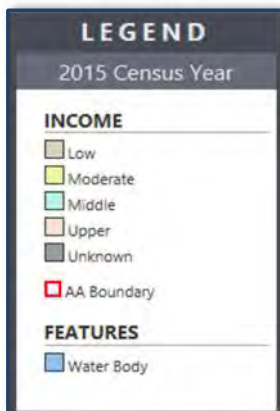 LEGEND
2015 Census Year
INCOME
Low
Moderate
Middle
Upper
Unknown
AA Boundary
FEATURES
Water Body